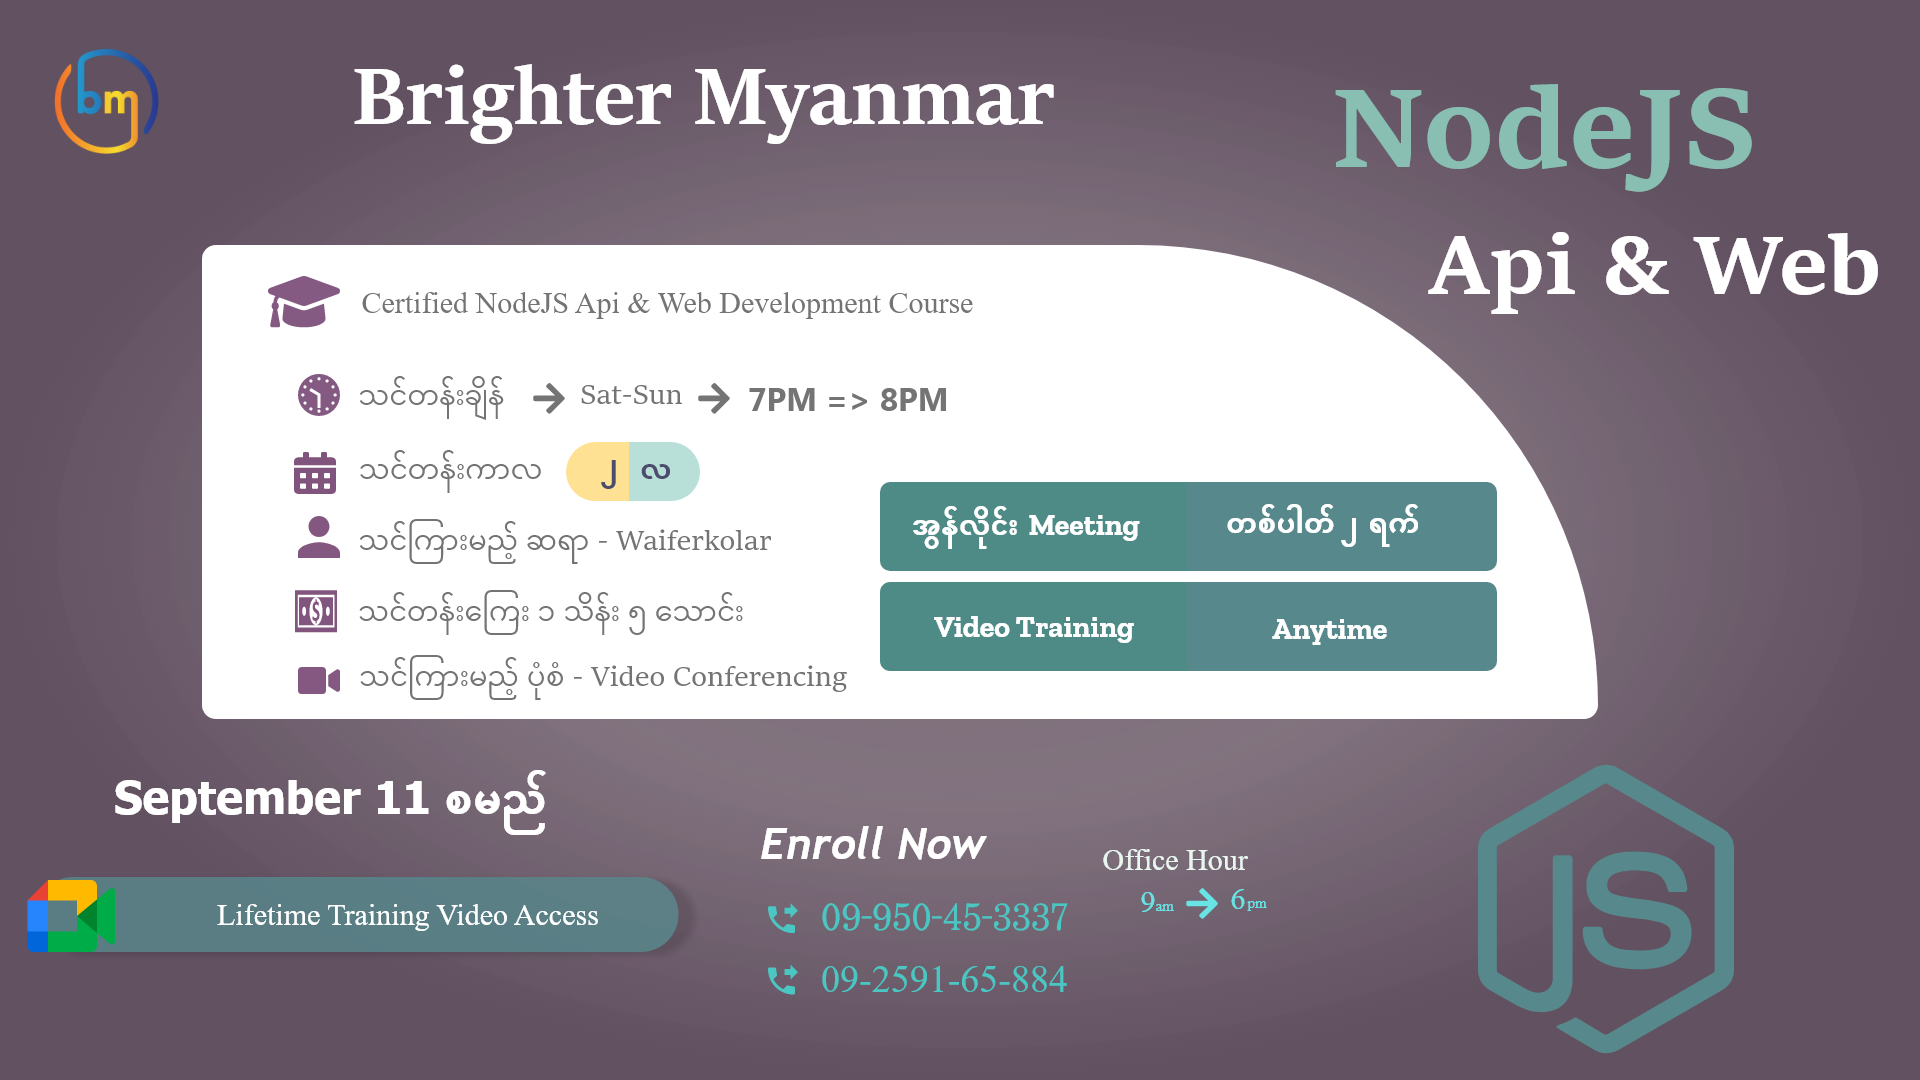 bm
Brighter Myanmar
NodeJS
Api & Web
Certified NodeJS Api & Web Development Course
သင်တန်းချိန် → Sat-Sun → 7PM => 8PM
သင်တန်းကာလ ၂ လ
သင်ကြားမည့် ဆရာ - Waiferkolar
သင်တန်းကြေး ၁ သိန်း ၅ သောင်း
သင်ကြားမည့် ပုံစံ - Video Conferencing
အွန်လိုင်း Meeting တစ်ပါတ် ၂ ရက်
Video Training Anytime
September 11 စမည်
Lifetime Training Video Access
Enroll Now
09-950-45-3337
09-2591-65-884
Office Hour
9am → 6pm
JS